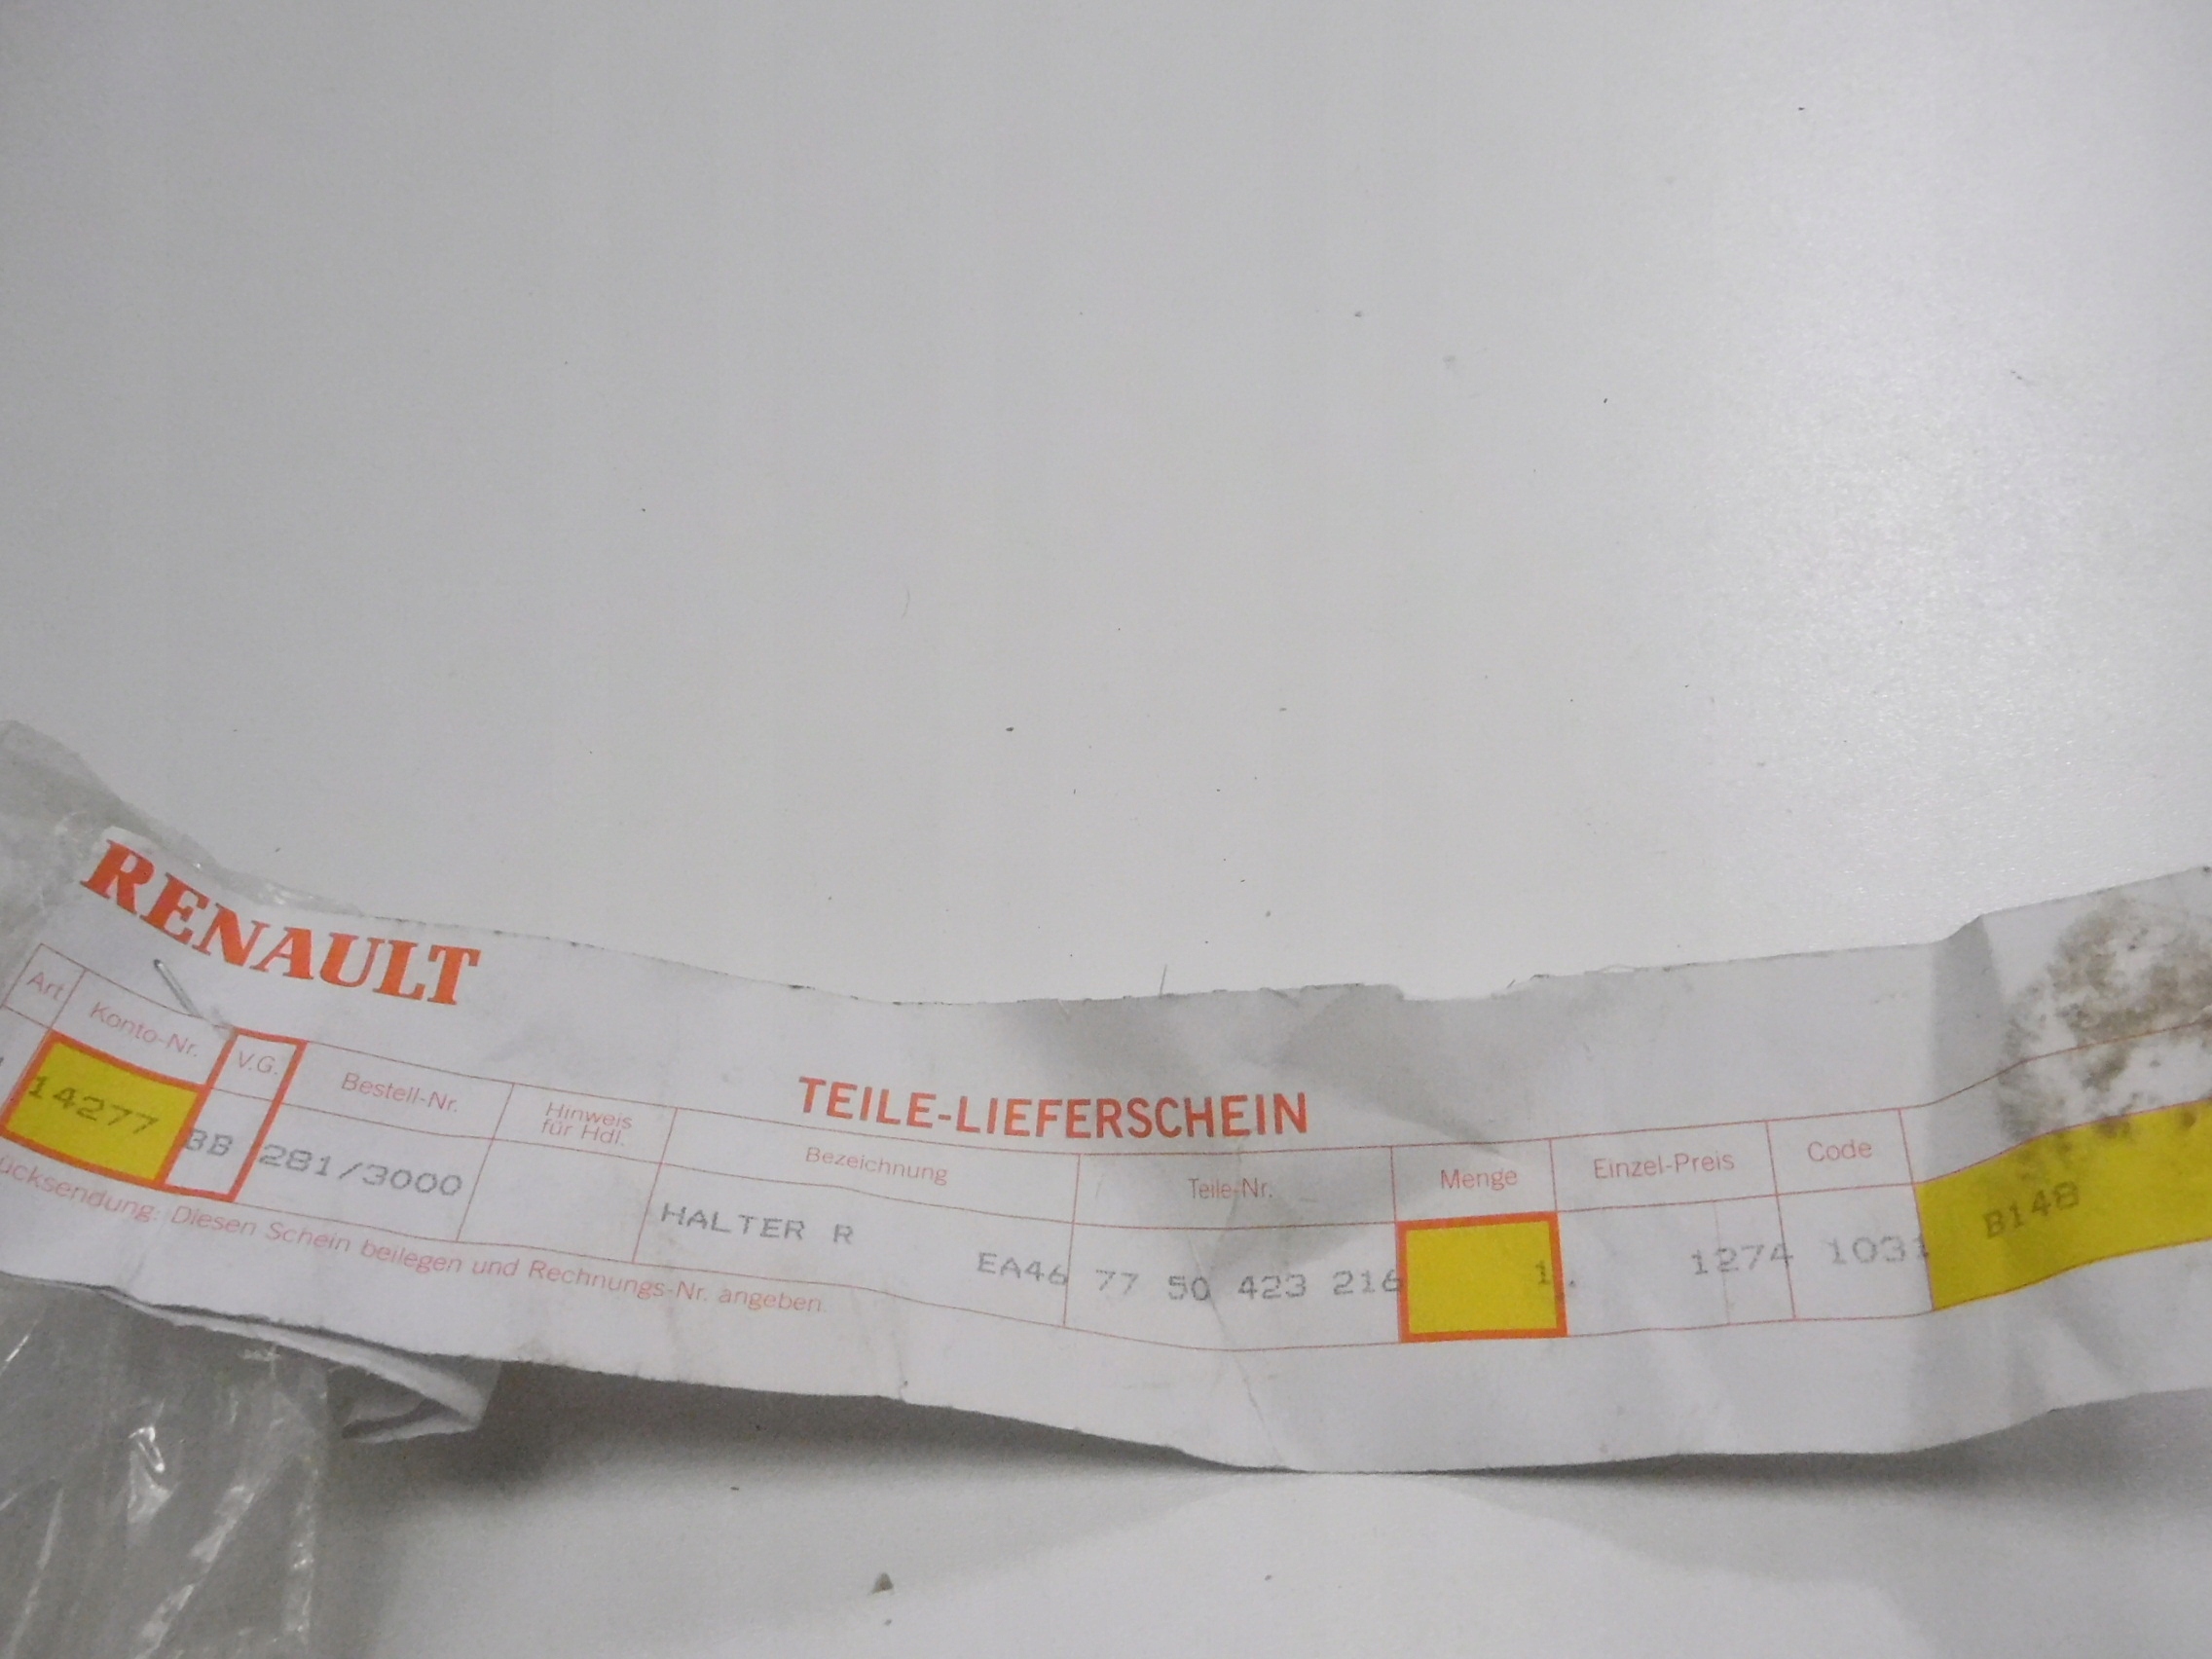 RENAULT
TEILE-LIEFERSCHEIN
Art Konto-Nr. V.G. Bestell-Nr. Hinweis für Hdl. Bezeichnung Teile-Nr. Menge Einzel-Preis Code
14277 BB 281/3000 HALTER R EA46 77 50 423 216 1. 1274 1031 B148
ücksendung: Diesen Schein beilegen und Rechnungs-Nr. angeben.